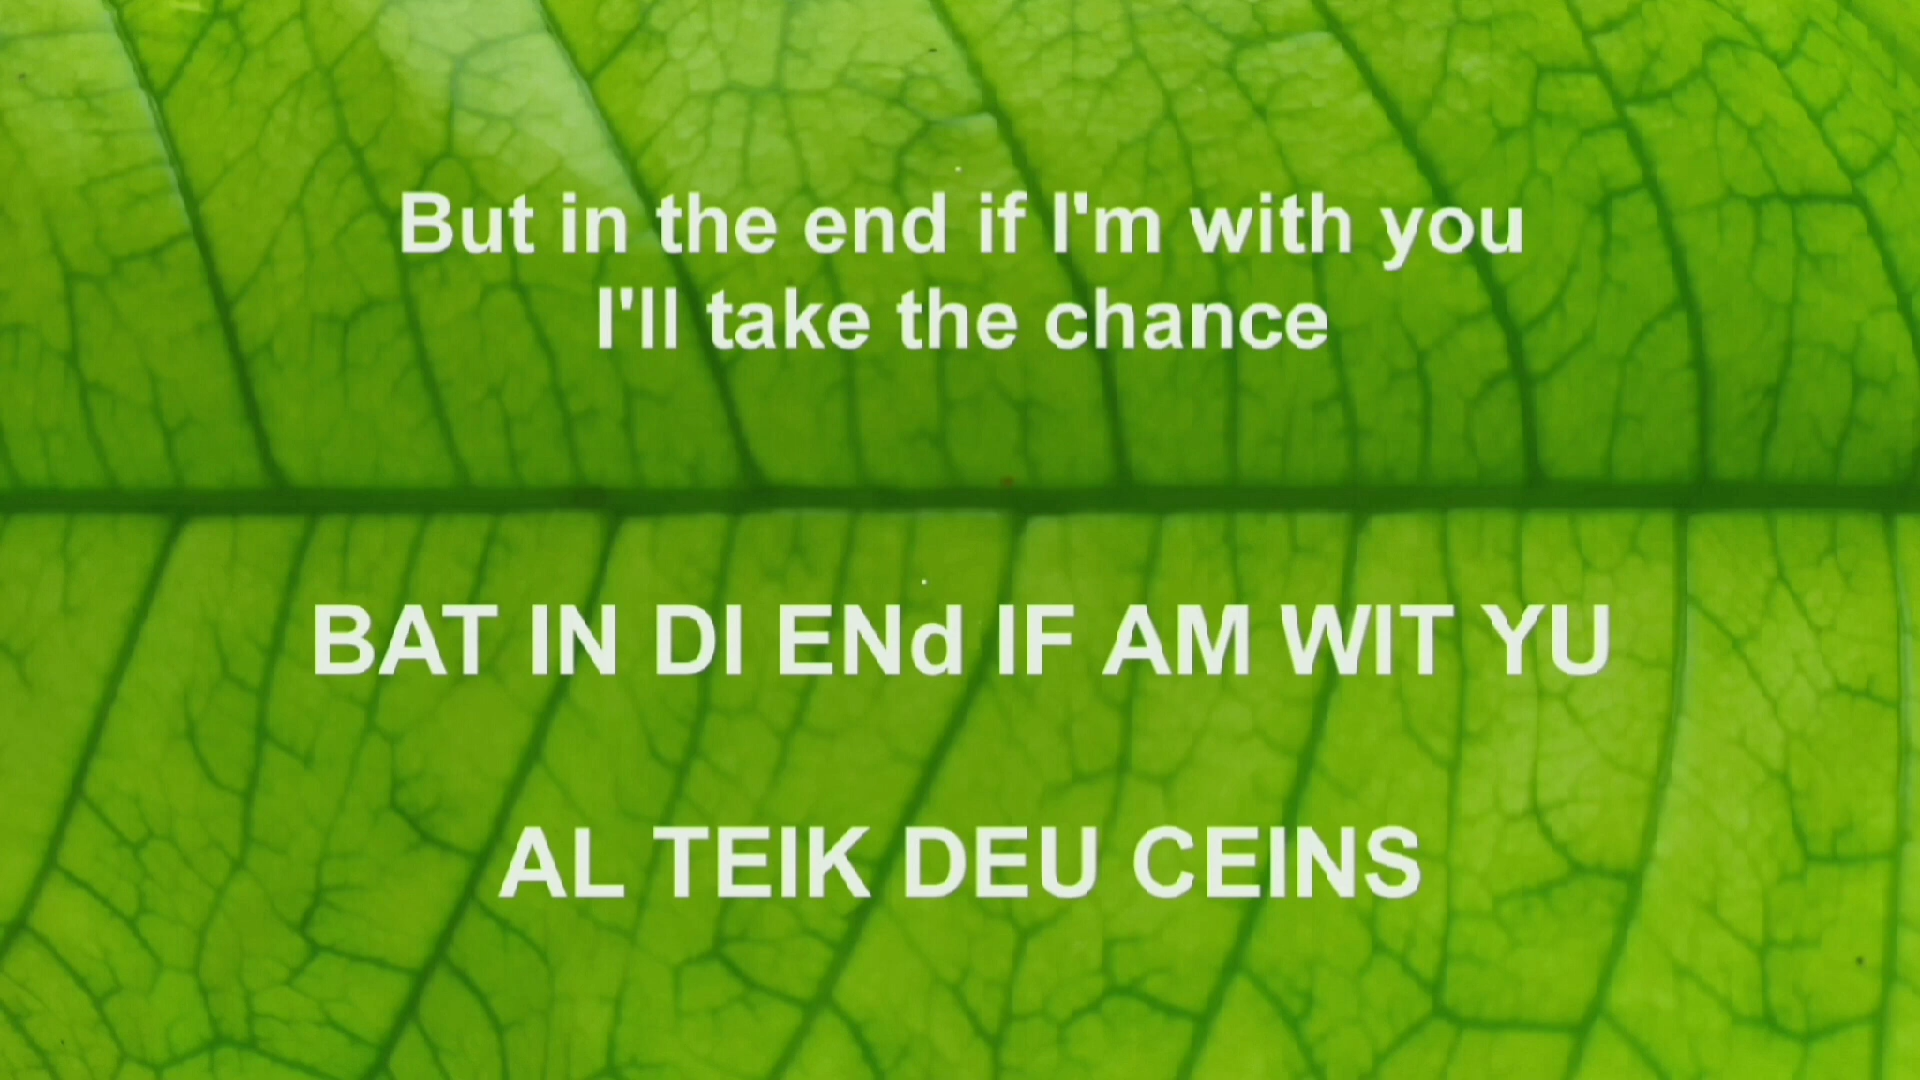 But in the end if I'm with you
I'll take the chance
BAT IN DI ENd IF AM WIT YU
AL TEIK DEU CEINS